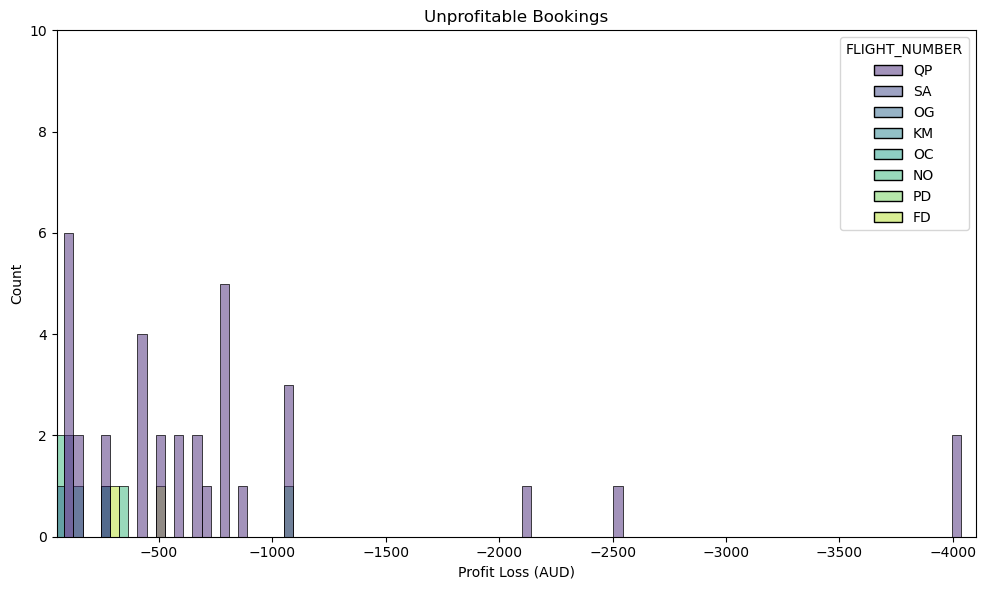 Unprofitable Bookings
10
8
6
4
2
0
Count
FLIGHT_NUMBER
QP
SA
OG
KM
OC
NO
PD
FD
−500
−1000
−1500
−2000
−2500
−3000
−3500
−4000
Profit Loss (AUD)